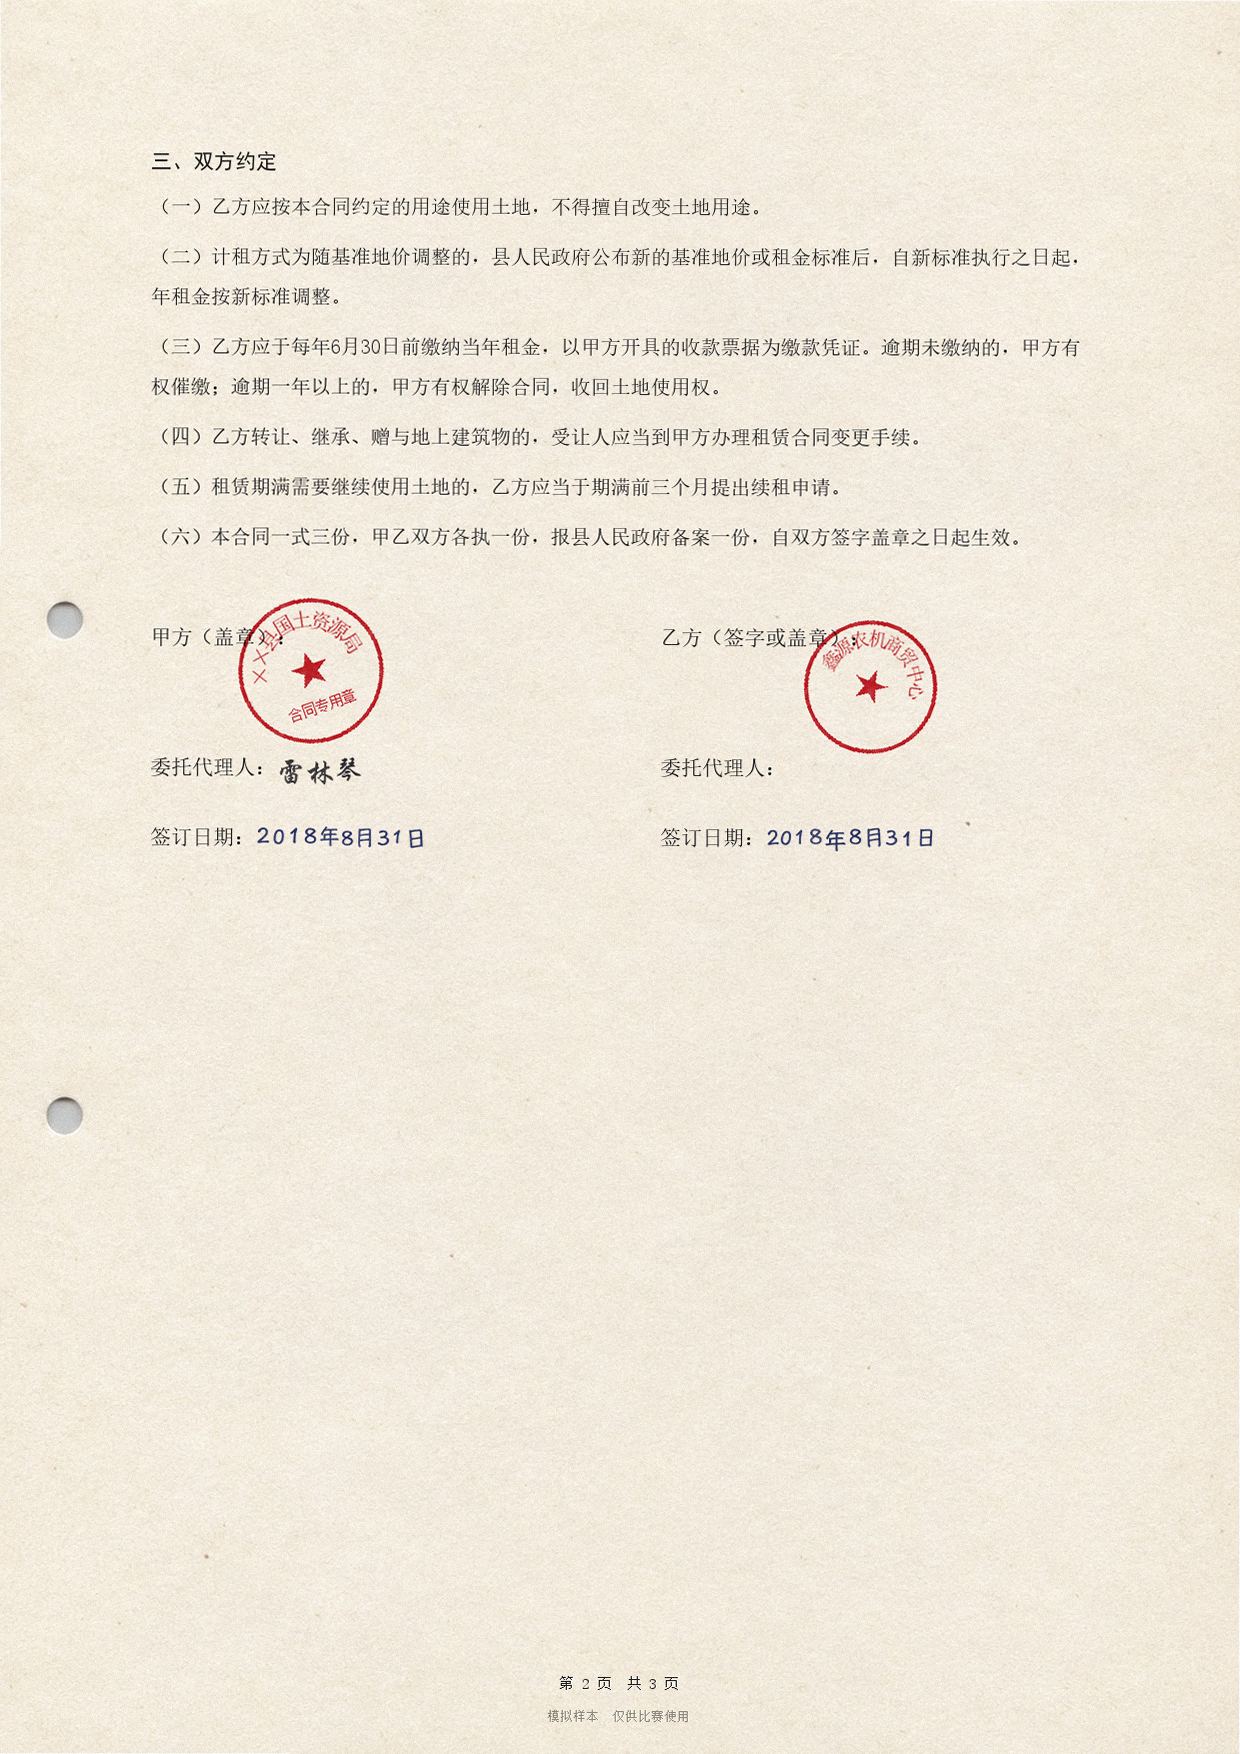 三、双方约定
（一）乙方应按本合同约定的用途使用土地，不得擅自改变土地用途。
（二）计租方式为随基准地价调整的，县人民政府公布新的基准地价或租金标准后，自新标准执行之日起，
年租金按新标准调整。
（三）乙方应于每年6月30日前缴纳当年租金，以甲方开具的收款票据为缴款凭证。逾期未缴纳的，甲方有
权催缴；逾期一年以上的，甲方有权解除合同，收回土地使用权。
（四）乙方转让、继承、赠与地上建筑物的，受让人应当到甲方办理租赁合同变更手续。
（五）租赁期满需要继续使用土地的，乙方应当于期满前三个月提出续租申请。
（六）本合同一式三份，甲乙双方各执一份，报县人民政府备案一份，自双方签字盖章之日起生效。
甲方（盖章）： 乙方（签字或盖章）：
××县国土资源局
合同专用章
鑫源农机商贸中心
委托代理人：雷林琴 委托代理人：
签订日期：2018年8月31日 签订日期：2018年8月31日
第 2 页 共 3 页
模拟样本 仅供比赛使用